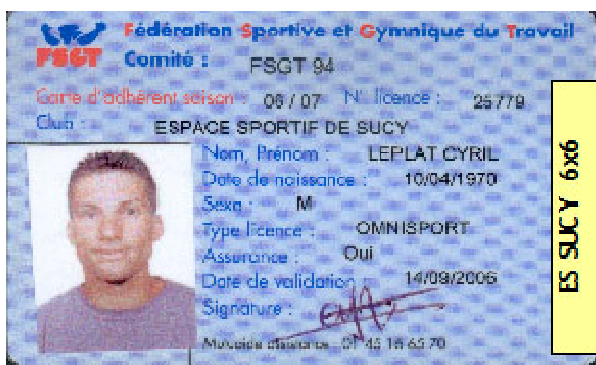 Fédération Sportive et Gymnique du Travail
FSGT Comité : FSGT 94
Carte d'adhérent saison : 06 / 07 N° licence : 25779
Club : ESPACE SPORTIF DE SUCY
Nom, Prénom : LEPLAT CYRIL
Date de naissance : 10/04/1970
Sexe : M
Type licence : OMNISPORT
Assurance : Oui
Date de validation : 14/09/2006
Signature :
Mutuelle assistance 01 45 16 65 70
ES SUCY 6x6